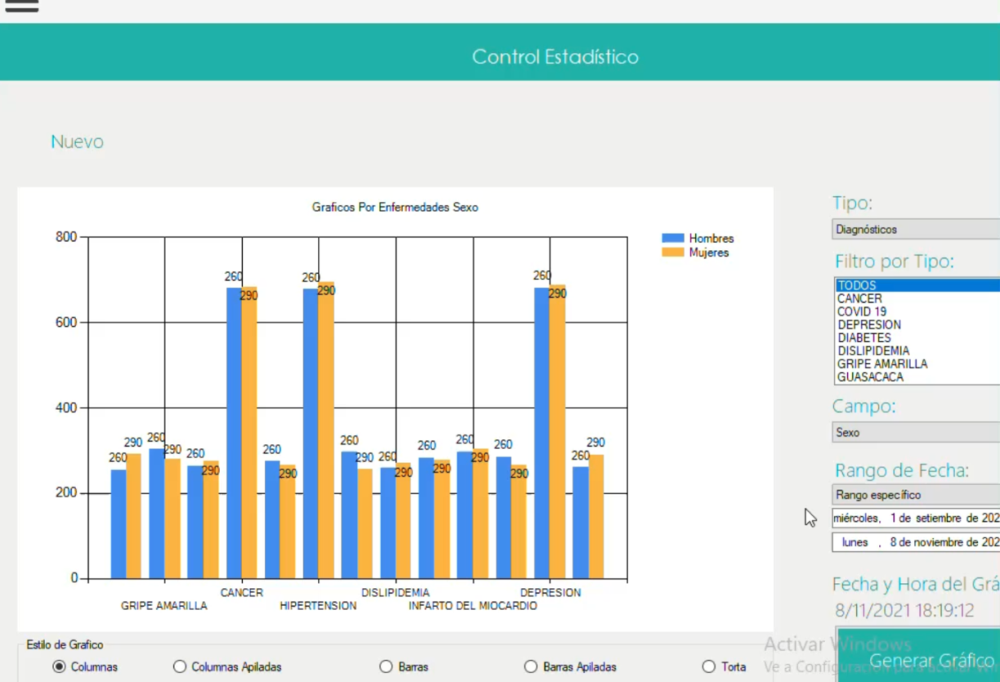 Control Estadístico
Nuevo
Graficos Por Enfermedades Sexo
Hombres
Mujeres
800
600
400
200
0
260
290
260
290
260
290
260
290
260
290
260
290
260
290
260
290
260
290
260
290
260
290
260
290
260
290
CANCER
DISLIPIDEMIA
DEPRESION
GRIPE AMARILLA
HIPERTENSION
INFARTO DEL MIOCARDIO
Estilo de Grafico
Columnas
Columnas Apiladas
Barras
Barras Apiladas
Torta
Tipo:
Diagnósticos
Filtro por Tipo:
TODOS
CANCER
COVID 19
DEPRESION
DIABETES
DISLIPIDEMIA
GRIPE AMARILLA
GUASACACA
Campo:
Sexo
Rango de Fecha:
Rango específico
miércoles, 1 de setiembre de 202
lunes , 8 de noviembre de 202
Fecha y Hora del Grá
8/11/2021 18:19:12
Activar Windows
Generar Gráfico
Ve a Configuración para activar